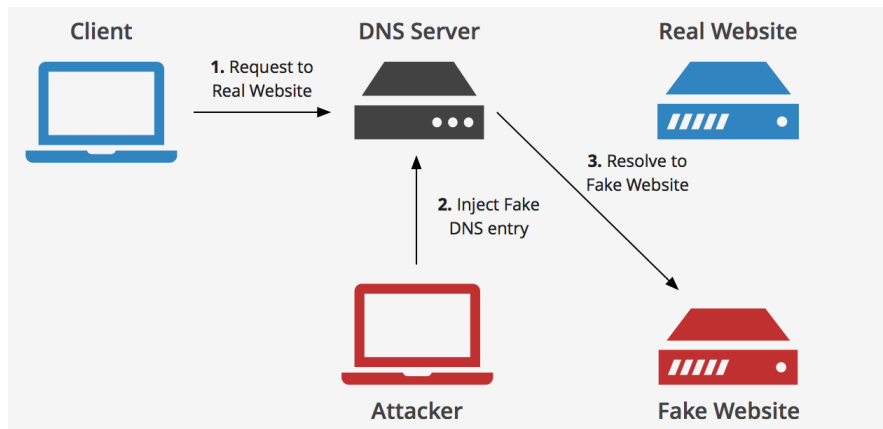 Client
DNS Server
Real Website
1. Request to
Real Website
3. Resolve to
Fake Website
2. Inject Fake
DNS entry
Attacker
Fake Website